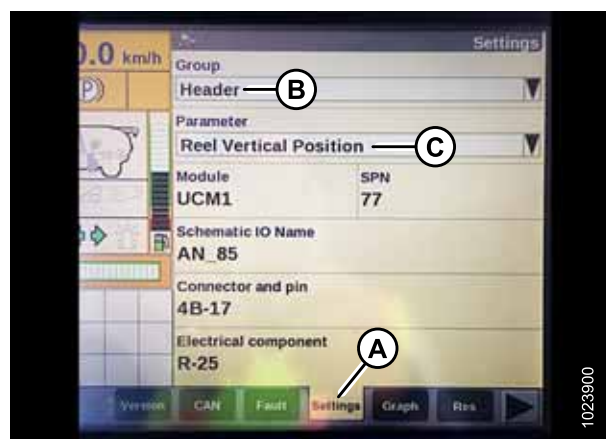 0.0 km/h
Settings
Group
Header
B
Parameter
Reel Vertical Position
C
Module
SPN
UCM1
77
Schematic IO Name
AN_85
Connector and pin
4B-17
Electrical component
R-25
A
Version
CAN
Fault
Settings
Graph
Res
1023900